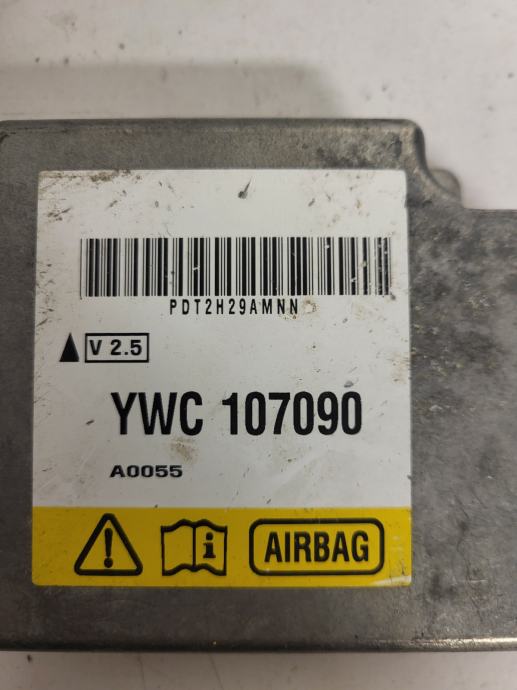 PDT2H29AMNN
V 2.5
YWC 107090
A0055
AIRBAG